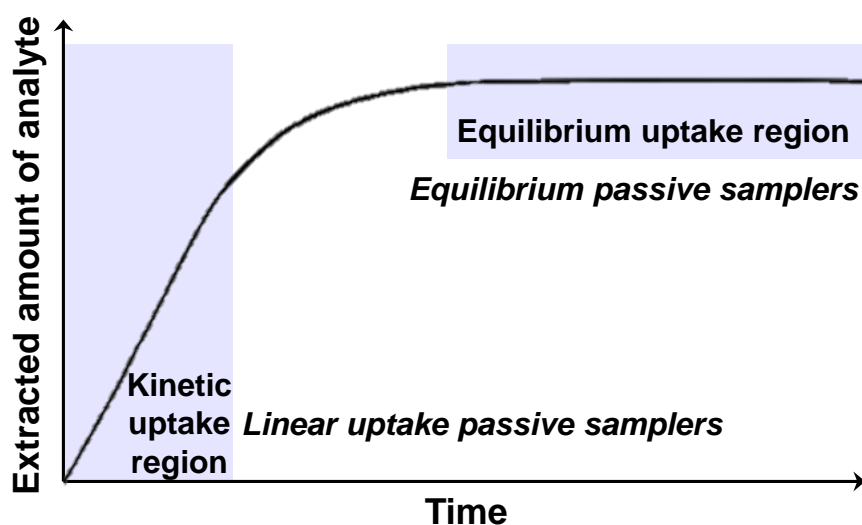 Extracted amount of analyte
Equilibrium uptake region
Equilibrium passive samplers
Kinetic
uptake
region
Linear uptake passive samplers
Time